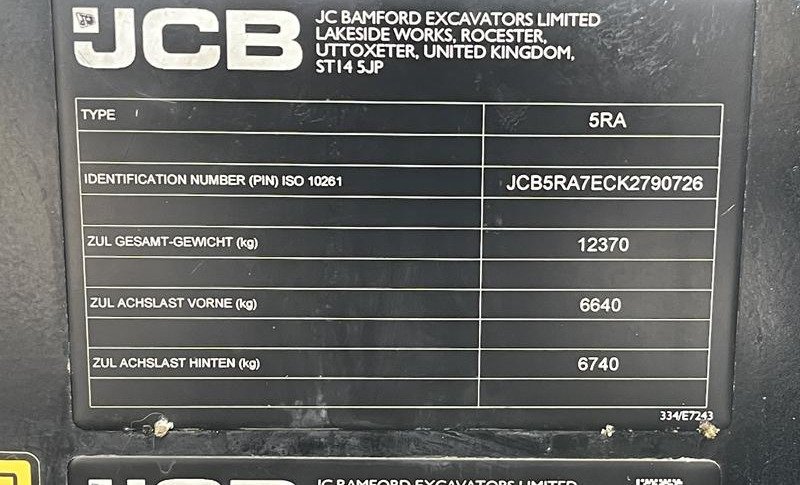 JCB
JC BAMFORD EXCAVATORS LIMITED
LAKESIDE WORKS, ROCESTER,
UTTOXETER, UNITED KINGDOM,
ST14 5JP
TYPE 5RA
IDENTIFICATION NUMBER (PIN) ISO 10261 JCB5RA7ECK2790726
ZUL GESAMT-GEWICHT (kg) 12370
ZUL ACHSLAST VORNE (kg) 6640
ZUL ACHSLAST HINTEN (kg) 6740
334/E7243
JCB
JC BAMFORD EXCAVATORS LIMITED